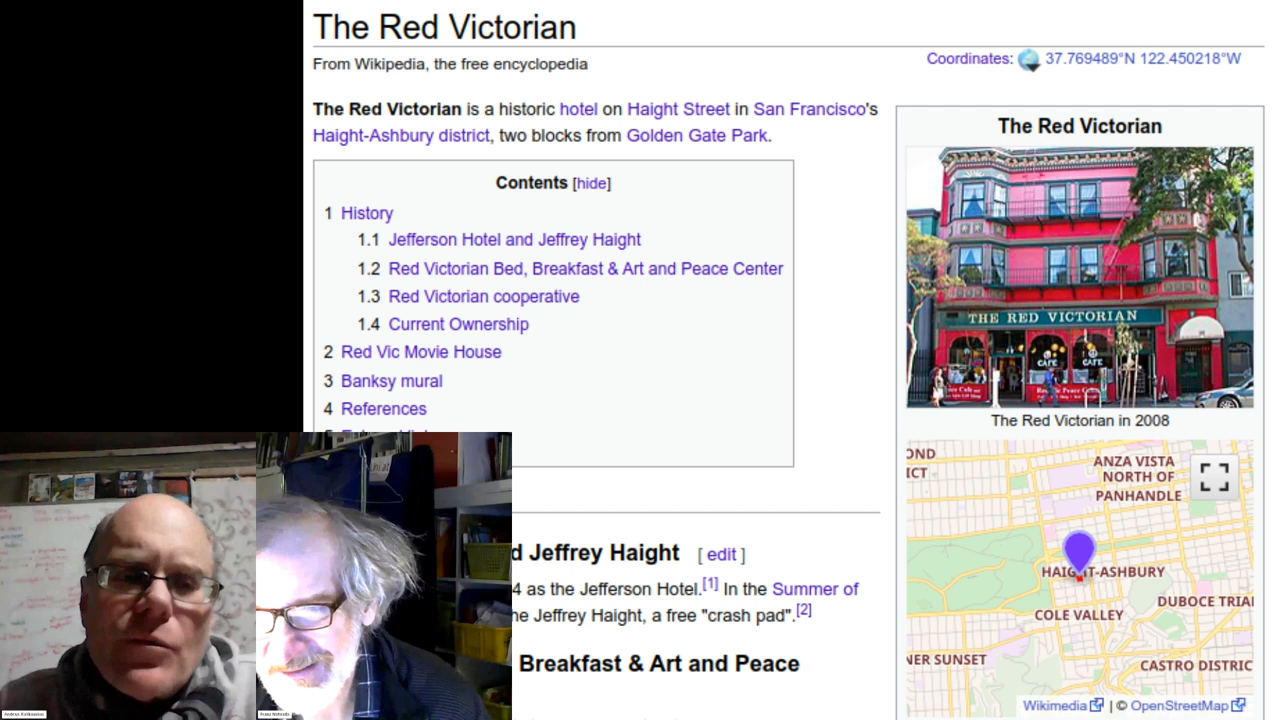 The Red Victorian
From Wikipedia, the free encyclopedia
Coordinates: 37.769489°N 122.450218°W
The Red Victorian is a historic hotel on Haight Street in San Francisco's
Haight-Ashbury district, two blocks from Golden Gate Park.
Contents [hide]
1 History
1.1 Jefferson Hotel and Jeffrey Haight
1.2 Red Victorian Bed, Breakfast & Art and Peace Center
1.3 Red Victorian cooperative
1.4 Current Ownership
2 Red Vic Movie House
3 Banksy mural
4 References
d Jeffrey Haight [ edit ]
4 as the Jefferson Hotel.[1] In the Summer of
he Jeffrey Haight, a free "crash pad".[2]
Breakfast & Art and Peace
The Red Victorian
THE RED VICTORIAN
CAFE
CAFE
The Red Victorian in 2008
OND
ICT
ANZA VISTA
NORTH OF
PANHANDLE
HAIGHT-ASHBURY
DUBOCE TRIA
COLE VALLEY
NER SUNSET
CASTRO DISTRIC
Wikimedia | © OpenStreetMap